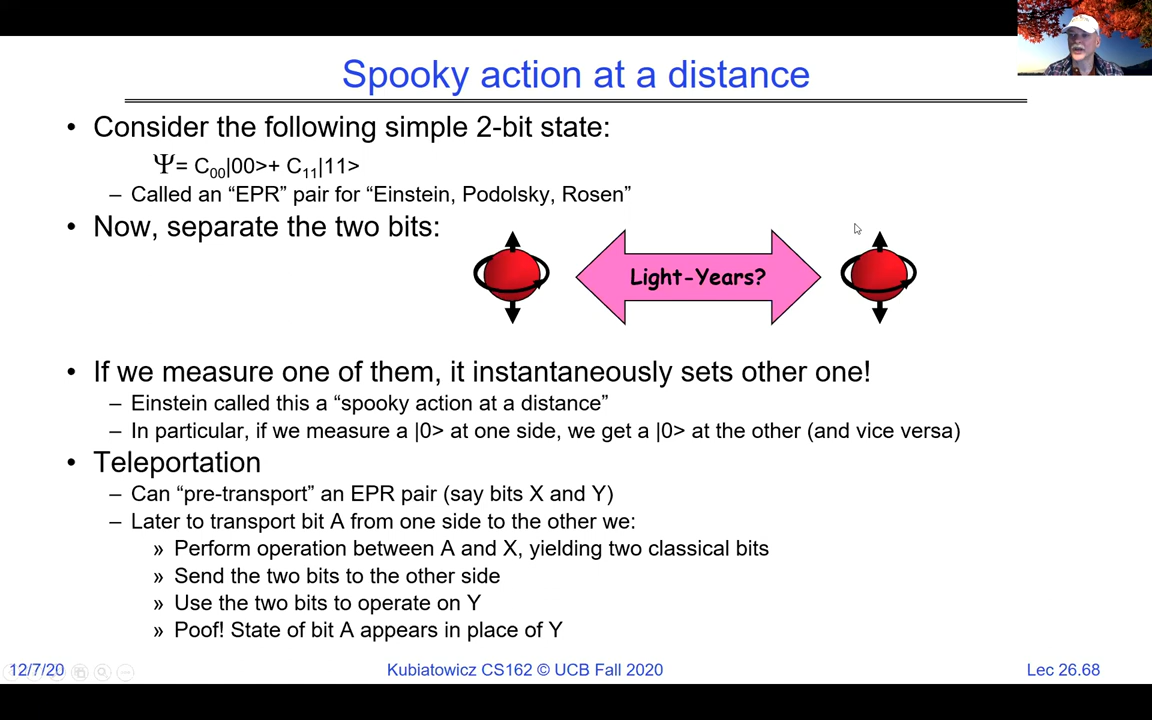 Spooky action at a distance
• Consider the following simple 2-bit state:
Ψ= C₀₀|00>+ C₁₁|11>
– Called an “EPR” pair for “Einstein, Podolsky, Rosen”
• Now, separate the two bits:
Light-Years?
• If we measure one of them, it instantaneously sets other one!
– Einstein called this a “spooky action at a distance”
– In particular, if we measure a |0> at one side, we get a |0> at the other (and vice versa)
• Teleportation
– Can “pre-transport” an EPR pair (say bits X and Y)
– Later to transport bit A from one side to the other we:
» Perform operation between A and X, yielding two classical bits
» Send the two bits to the other side
» Use the two bits to operate on Y
» Poof! State of bit A appears in place of Y
12/7/20
Kubiatowicz CS162 © UCB Fall 2020
Lec 26.68